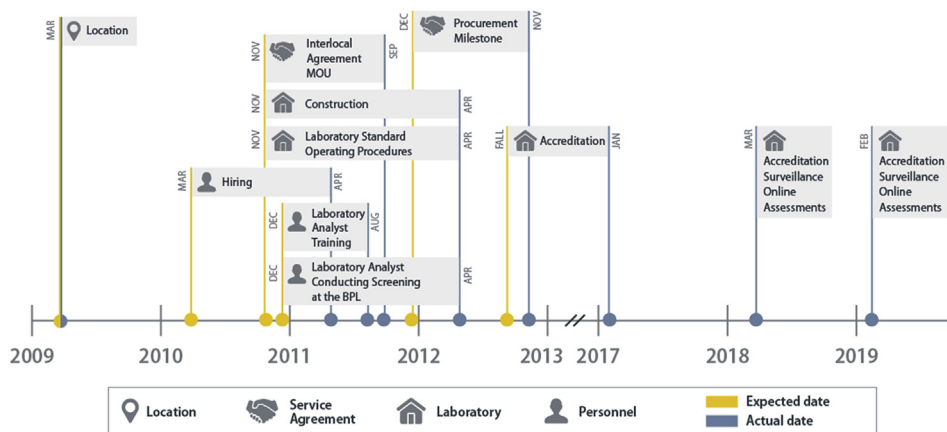 MAR
Location
NOV
Interlocal
Agreement
MOU
SEP
DEC
Procurement
Milestone
NOV
NOV
Construction
APR
NOV
Laboratory Standard
Operating Procedures
APR
FALL
Accreditation
JAN
MAR
Accreditation
Surveillance
Online
Assessments
FEB
Accreditation
Surveillance
Online
Assessments
MAR
Hiring
APR
DEC
Laboratory
Analyst
Training
AUG
DEC
Laboratory Analyst
Conducting Screening
at the BPL
APR
2009 2010 2011 2012 2013 2017 2018 2019
Location
Service
Agreement
Laboratory
Personnel
Expected date
Actual date